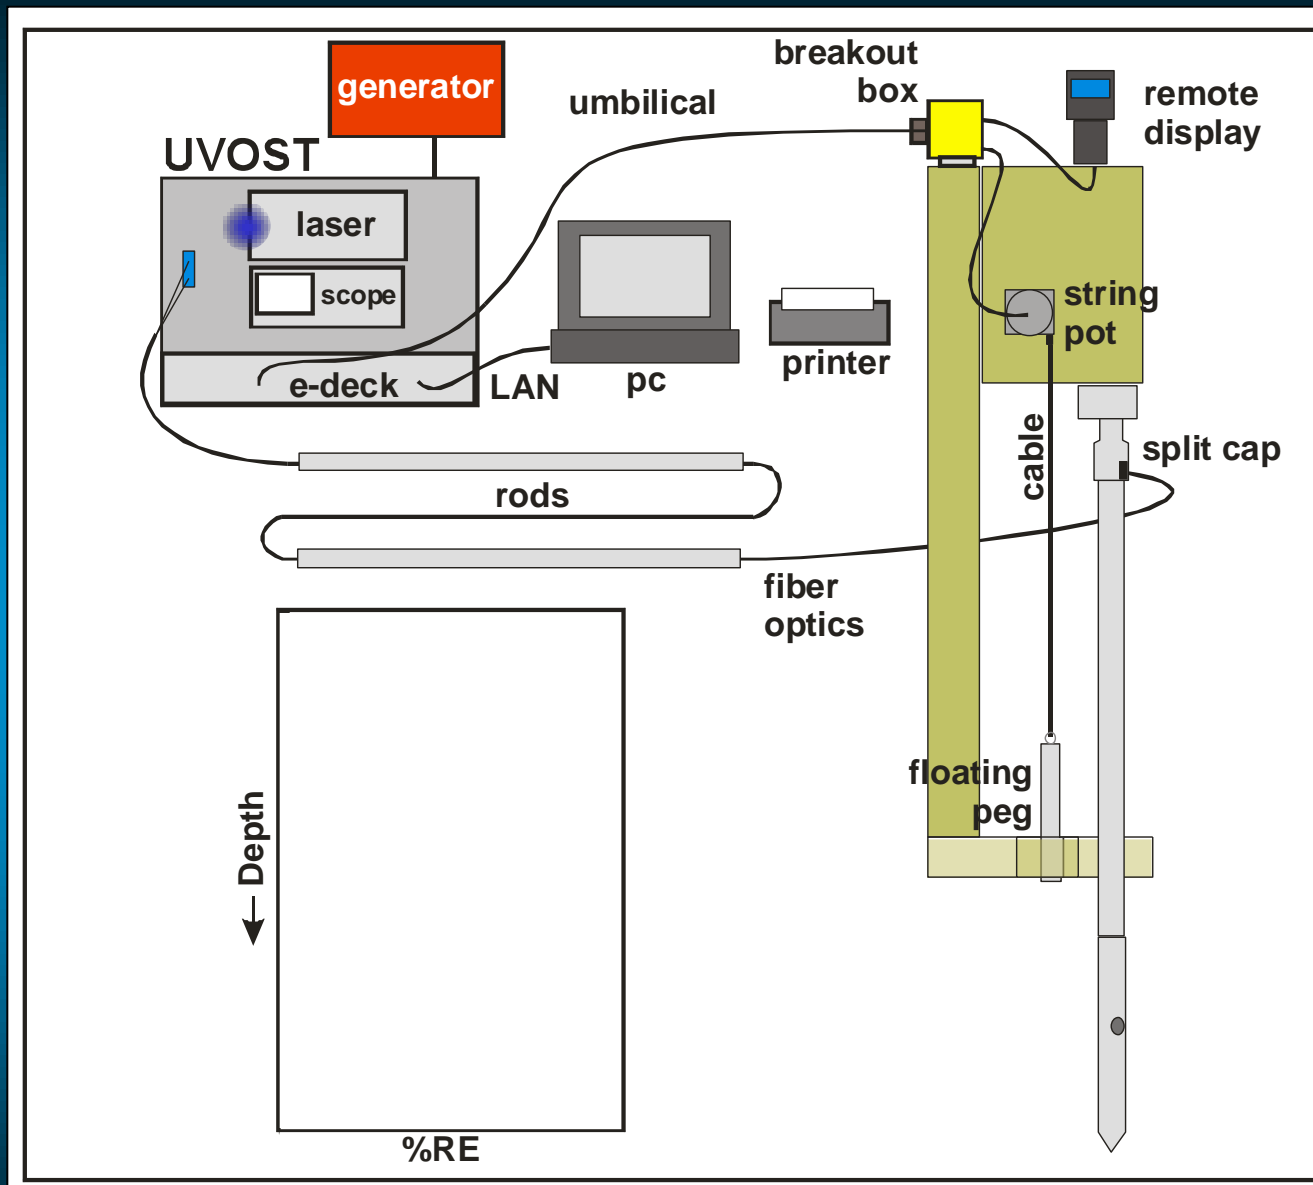 generator
umbilical
breakout
box
remote
display
UVOST
laser
scope
e-deck
LAN
pc
printer
string
pot
cable
split cap
rods
fiber
optics
floating
peg
Depth
%RE